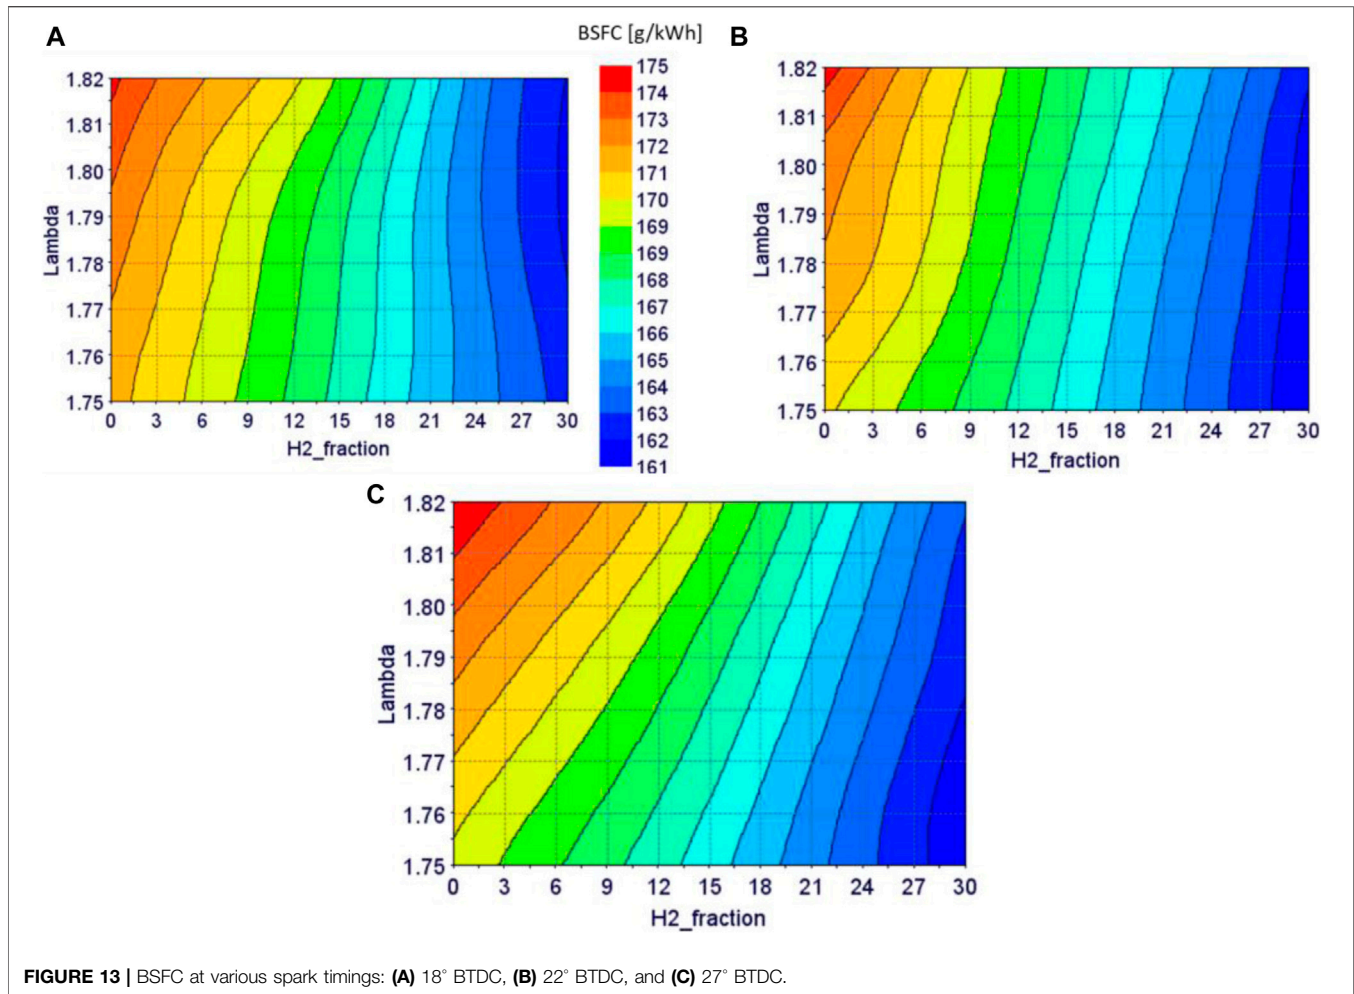 A
BSFC [g/kWh]
B
1.82
1.81
1.80
1.79
1.78
1.77
1.76
1.75
Lambda
0 3 6 9 12 15 18 21 24 27 30
H2_fraction
175
174
173
172
171
170
169
169
168
167
166
165
164
163
162
161
1.82
1.81
1.80
1.79
1.78
1.77
1.76
1.75
Lambda
0 3 6 9 12 15 18 21 24 27 30
H2_fraction
C
1.82
1.81
1.80
1.79
1.78
1.77
1.76
1.75
Lambda
0 3 6 9 12 15 18 21 24 27 30
H2_fraction
FIGURE 13 | BSFC at various spark timings: (A) 18° BTDC, (B) 22° BTDC, and (C) 27° BTDC.